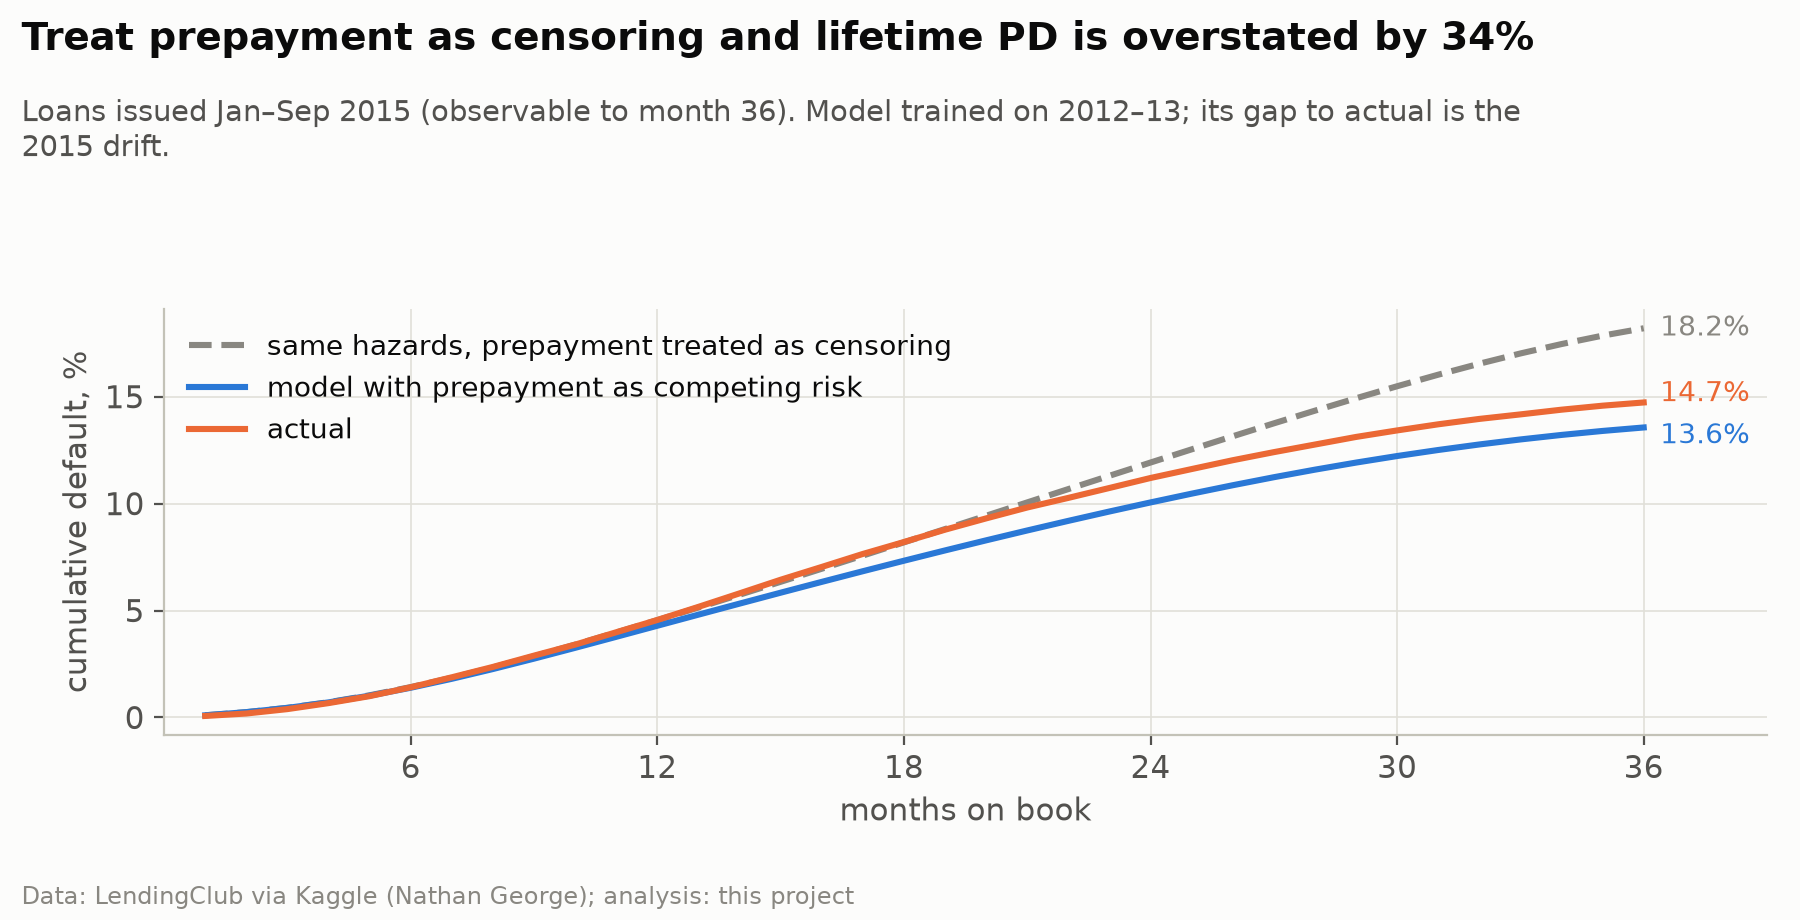 Treat prepayment as censoring and lifetime PD is overstated by 34%
Loans issued Jan–Sep 2015 (observable to month 36). Model trained on 2012–13; its gap to actual is the
2015 drift.
same hazards, prepayment treated as censoring
model with prepayment as competing risk
actual
18.2%
14.7%
13.6%
cumulative default, %
15
10
5
0
6 12 18 24 30 36
months on book
Data: LendingClub via Kaggle (Nathan George); analysis: this project